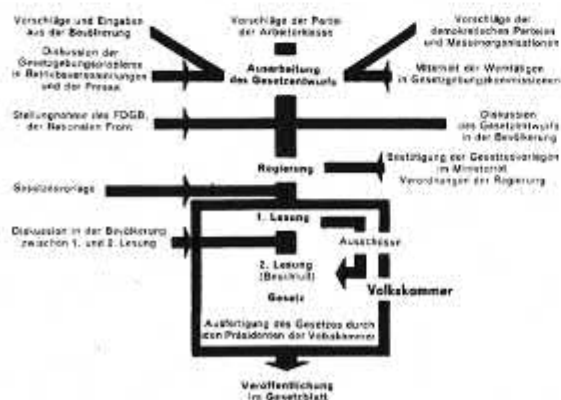 Vorschläge und Eingaben
aus der Bevölkerung
Vorschläge der Partei
der Arbeiterklasse
Vorschläge der
demokratischen Parteien
und Massenorganisationen
Diskussion der
Gesetzgebungsprobleme
in Betriebsversammlungen
und der Presse
Ausarbeitung
des Gesetzentwurfs
Mitarbeit der Werktätigen
in Gesetzgebungskommissionen
Stellungnahme des FDGB,
der Nationalen Front
Diskussion
des Gesetzentwurfs
in der Bevölkerung
Regierung
Bestätigung der Gesetzesvorlagen
im Ministerrat
Verordnungen der Regierung
Gesetzesvorlage
1. Lesung
Diskussion in der Bevölkerung
zwischen 1. und 2. Lesung
Ausschüsse
2. Lesung
(Beschluß)
Volkskammer
Gesetz
Ausfertigung des Gesetzes durch
den Präsidenten der Volkskammer
Veröffentlichung
im Gesetzblatt